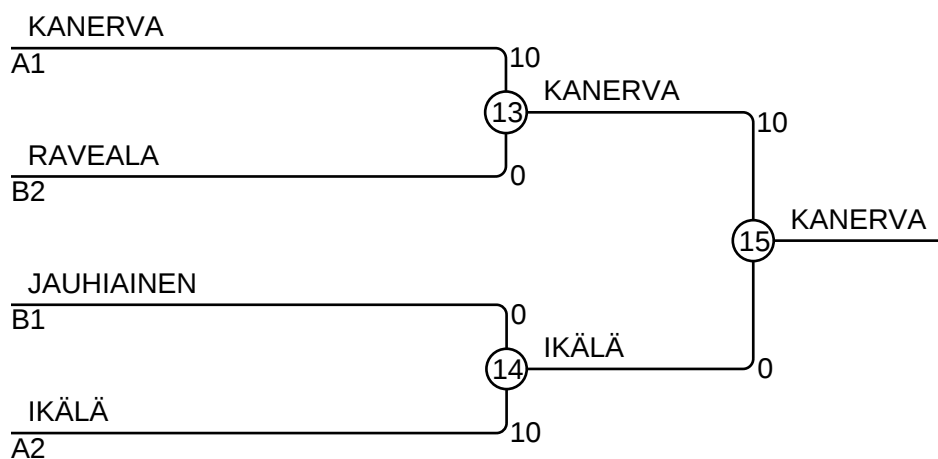 KANERVA
A1
10
13
KANERVA
10
RAVEALA
B2
0
15
KANERVA
JAUHIAINEN
B1
0
14
IKÄLÄ
0
IKÄLÄ
A2
10